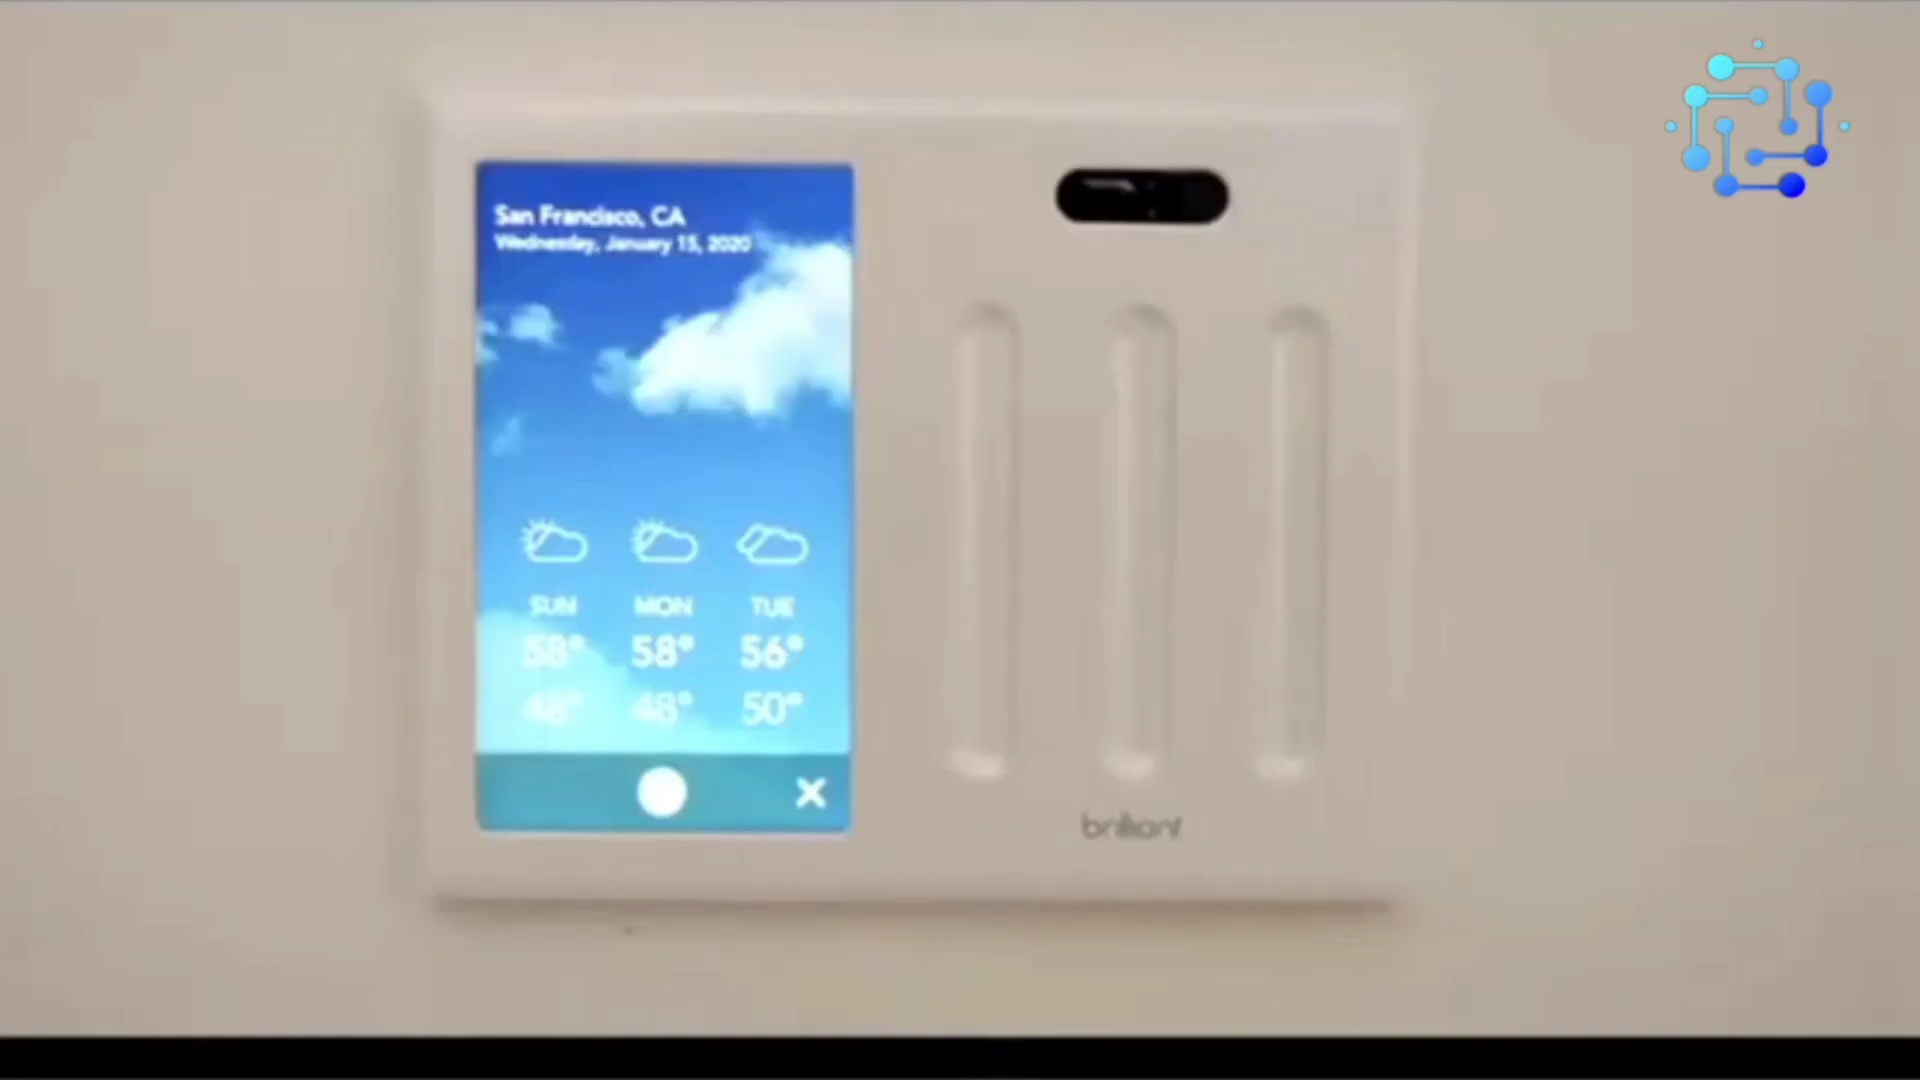 San Francisco, CA
Wednesday, January 15, 2020
SUN MON TUE
58° 58° 56°
48° 48° 50°
brilliant